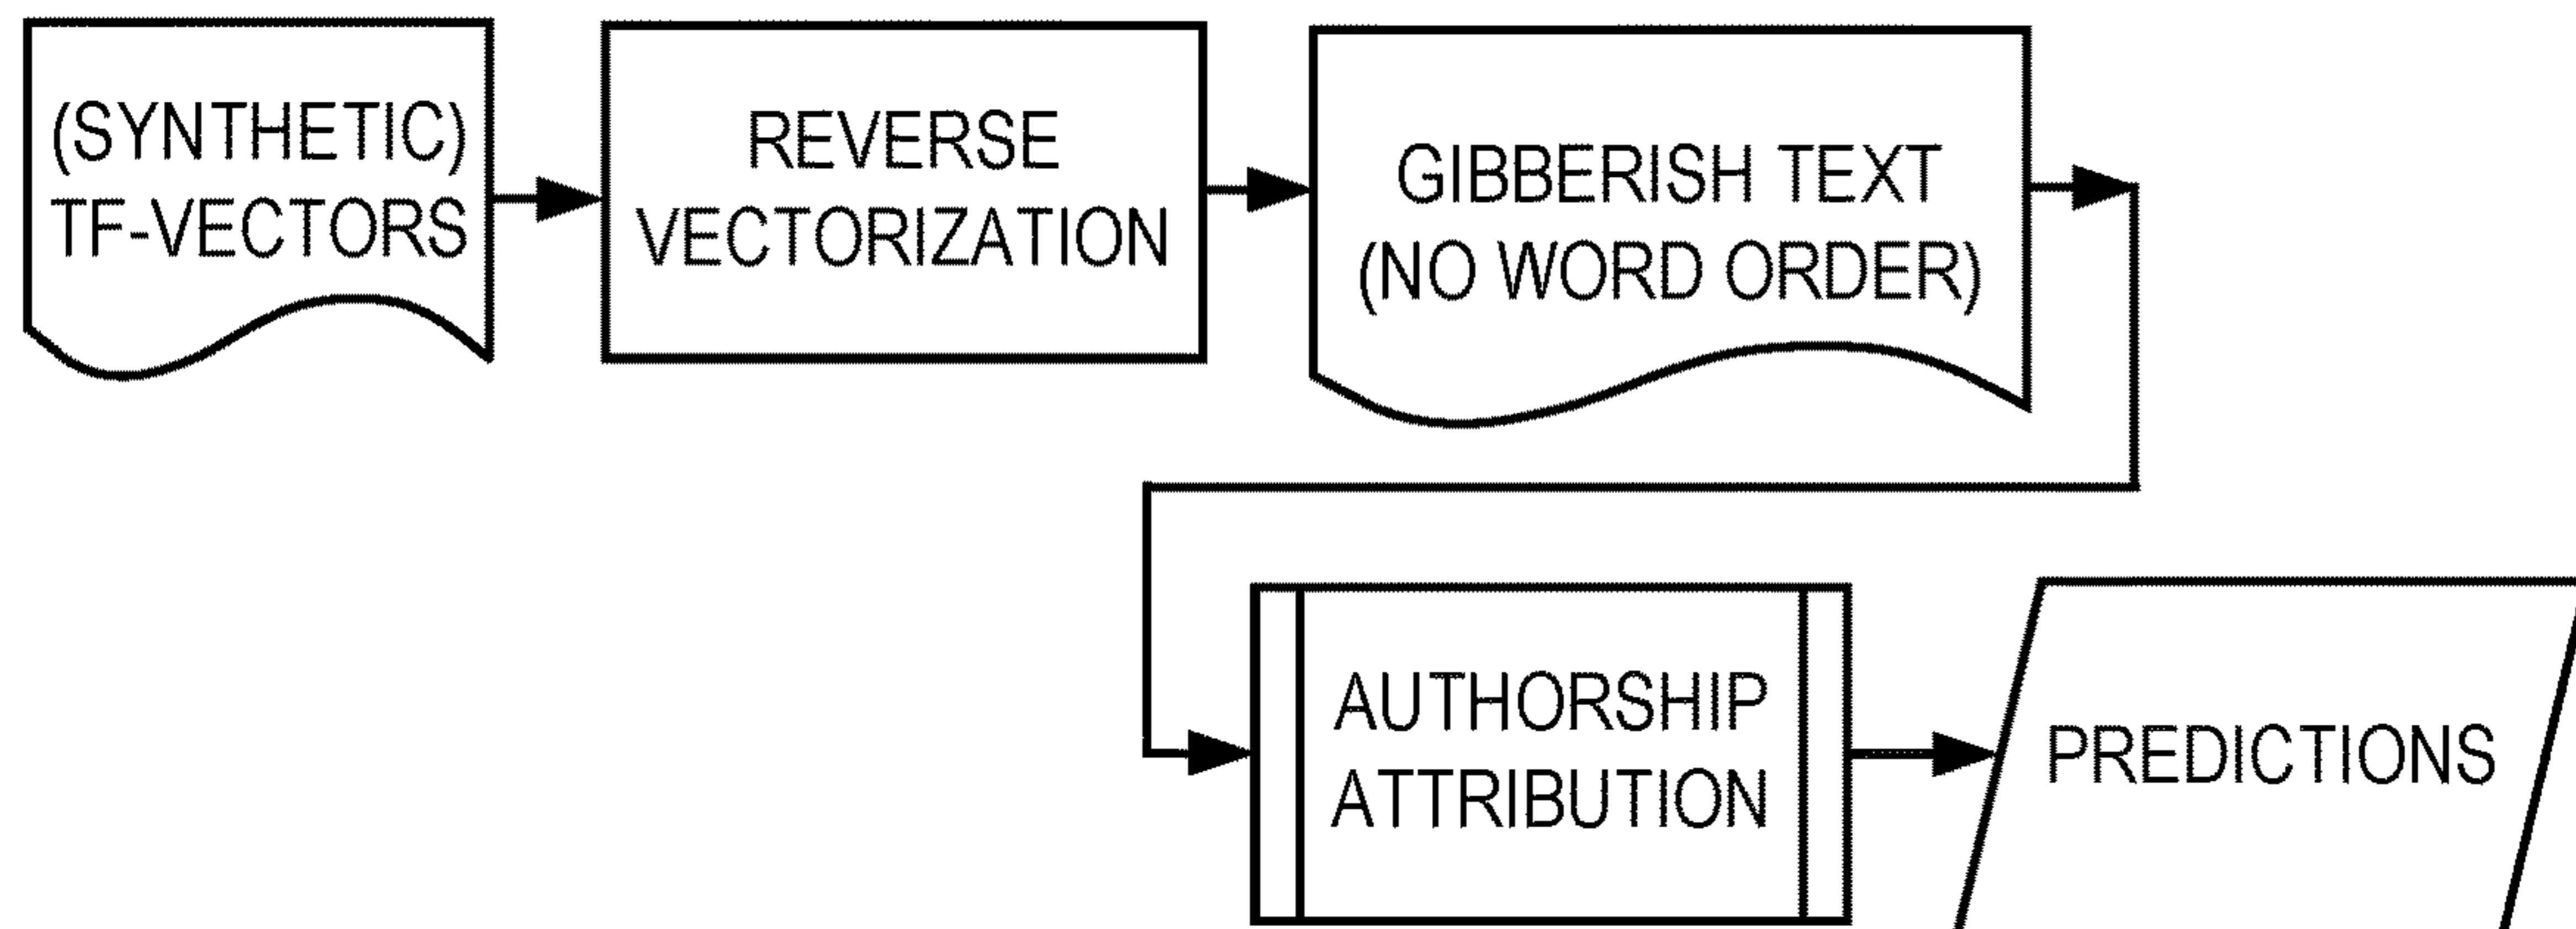 (SYNTHETIC)
TF-VECTORS
REVERSE
VECTORIZATION
GIBBERISH TEXT
(NO WORD ORDER)
AUTHORSHIP
ATTRIBUTION
PREDICTIONS